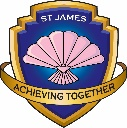 ST JAMES
ACHIEVING TOGETHER